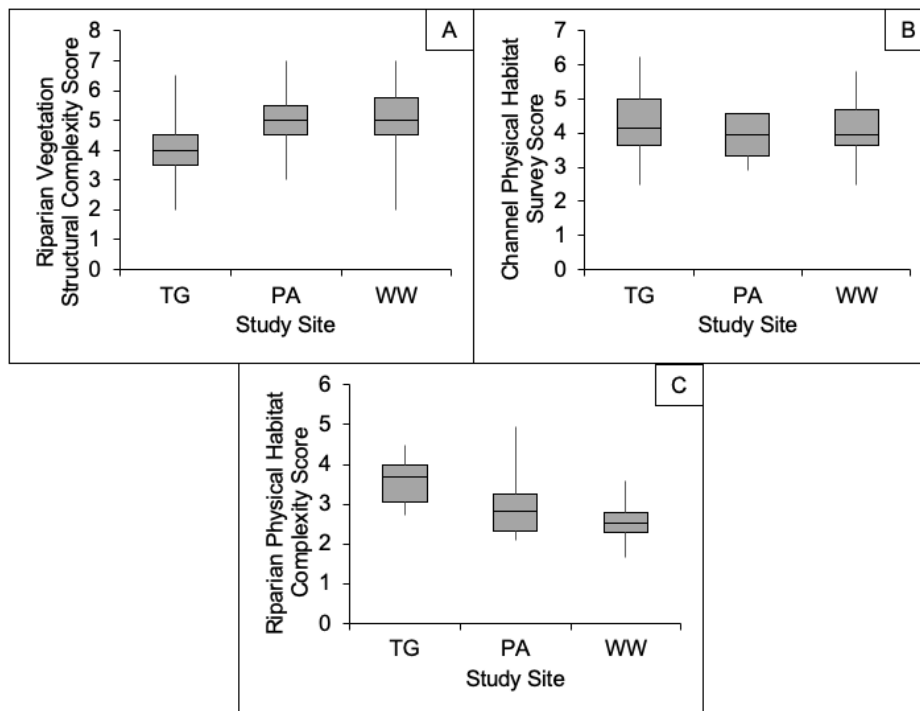 A
Riparian Vegetation
Structural Complexity Score
8
7
6
5
4
3
2
1
0
TG PA WW
Study Site
B
Channel Physical Habitat
Survey Score
7
6
5
4
3
2
1
0
TG PA WW
Study Site
C
Riparian Physical Habitat
Complexity Score
6
5
4
3
2
1
0
TG PA WW
Study Site